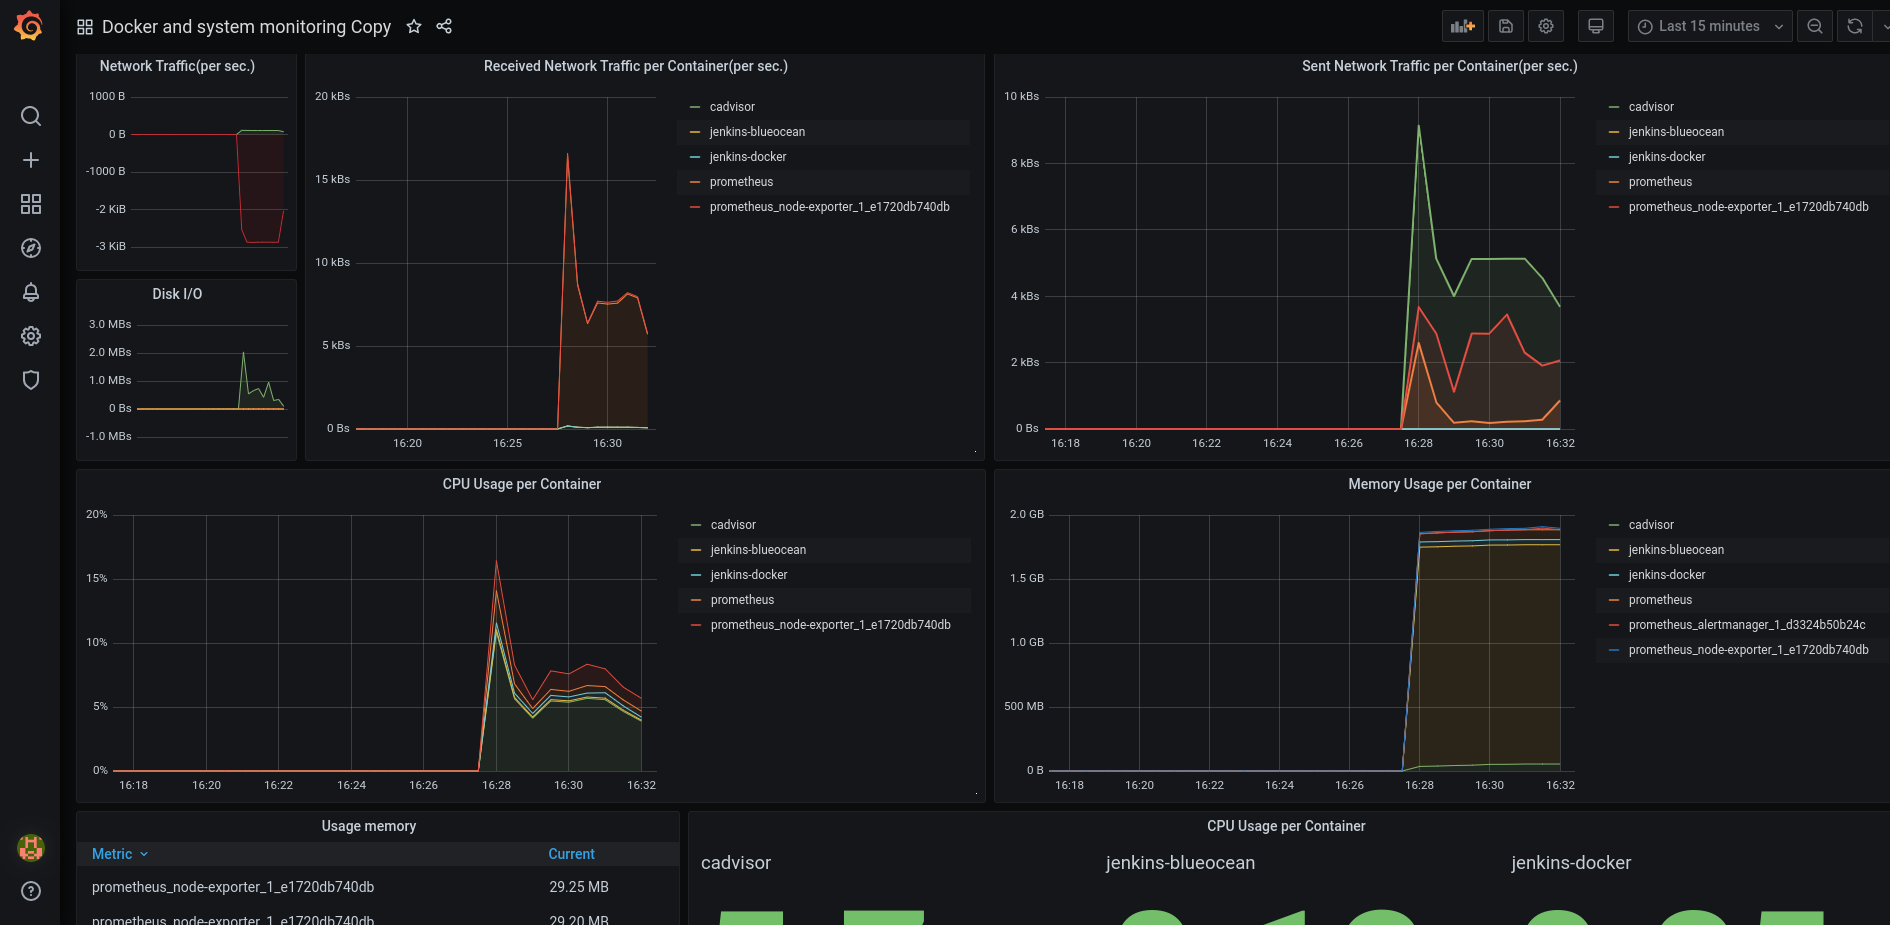 Docker and system monitoring Copy
Last 15 minutes
Network Traffic(per sec.)
1000 B
0 B
-1000 B
-2 KiB
-3 KiB
Disk I/O
3.0 MBs
2.0 MBs
1.0 MBs
0 Bs
-1.0 MBs
Received Network Traffic per Container(per sec.)
20 kBs
15 kBs
10 kBs
5 kBs
0 Bs
16:20 16:25 16:30
cadvisor
jenkins-blueocean
jenkins-docker
prometheus
prometheus_node-exporter_1_e1720db740db
Sent Network Traffic per Container(per sec.)
10 kBs
8 kBs
6 kBs
4 kBs
2 kBs
0 Bs
16:18 16:20 16:22 16:24 16:26 16:28 16:30 16:32
cadvisor
jenkins-blueocean
jenkins-docker
prometheus
prometheus_node-exporter_1_e1720db740db
CPU Usage per Container
20%
15%
10%
5%
0%
16:18 16:20 16:22 16:24 16:26 16:28 16:30 16:32
cadvisor
jenkins-blueocean
jenkins-docker
prometheus
prometheus_node-exporter_1_e1720db740db
Memory Usage per Container
2.0 GB
1.5 GB
1.0 GB
500 MB
0 B
16:18 16:20 16:22 16:24 16:26 16:28 16:30 16:32
cadvisor
jenkins-blueocean
jenkins-docker
prometheus
prometheus_alertmanager_1_d3324b50b24c
prometheus_node-exporter_1_e1720db740db
Usage memory
Metric Current
prometheus_node-exporter_1_e1720db740db 29.25 MB
prometheus_node-exporter_1_e1720db740db 29.20 MB
CPU Usage per Container
cadvisor
jenkins-blueocean
jenkins-docker